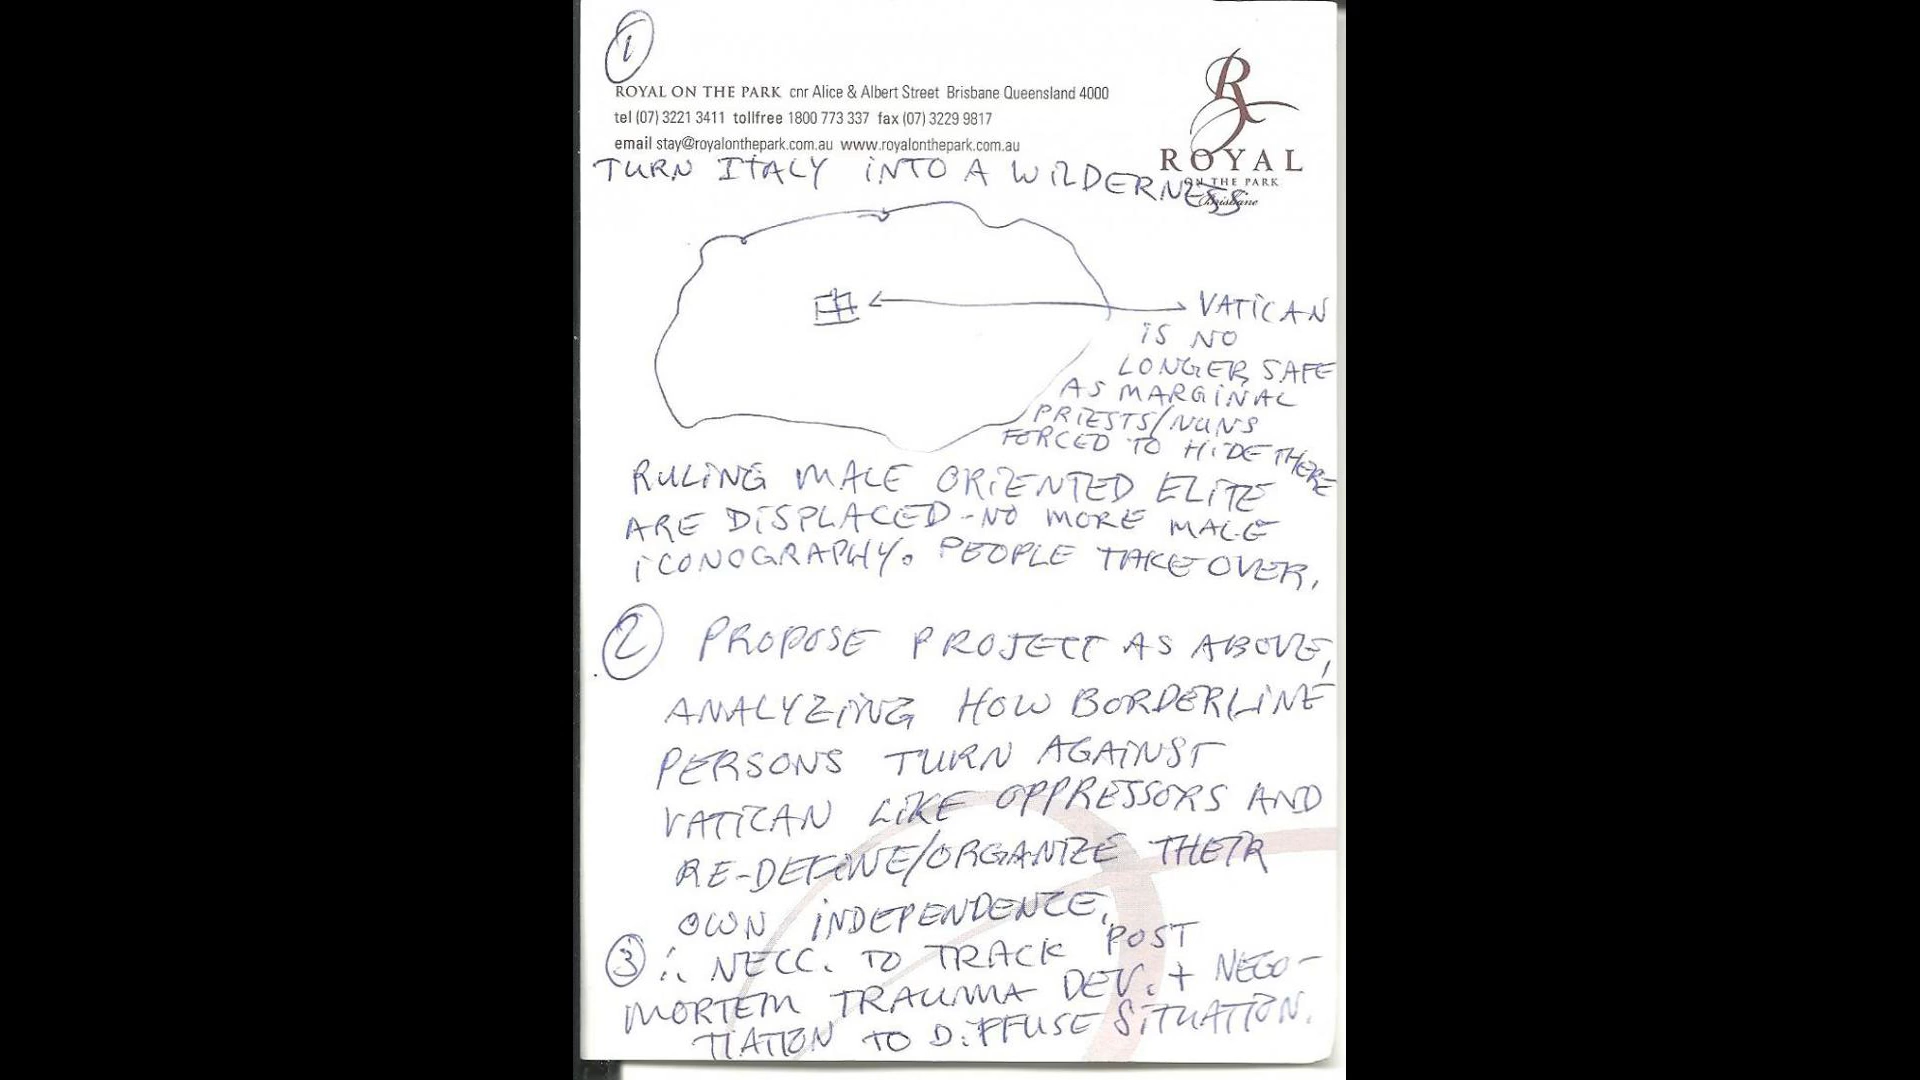 1
ROYAL ON THE PARK cnr Alice & Albert Street Brisbane Queensland 4000
tel (07) 3221 3411 tollfree 1800 773 337 fax (07) 3229 9817
email stay@royalonthepark.com.au www.royalonthepark.com.au
R
ROYAL
ON THE PARK
Brisbane
TURN ITALY INTO A WILDERNESS
VATICAN
IS NO
LONGER SAFE
AS MARGINAL
PRIESTS/NUNS
FORCED TO HIDE THERE
RULING MALE ORIENTED ELITE
ARE DISPLACED - NO MORE MALE
ICONOGRAPHY. PEOPLE TAKE OVER.
2 PROPOSE PROJECT AS ABOVE,
ANALYZING HOW BORDERLINE
PERSONS TURN AGAINST
VATICAN LIKE OPPRESSORS AND
RE-DEFINE/ORGANIZE THEIR
OWN INDEPENDENCE.
3 ∴ NECC. TO TRACK POST
MORTEM TRAUMA DEV. + NEGO-
TIATION TO DIFFUSE SITUATION.